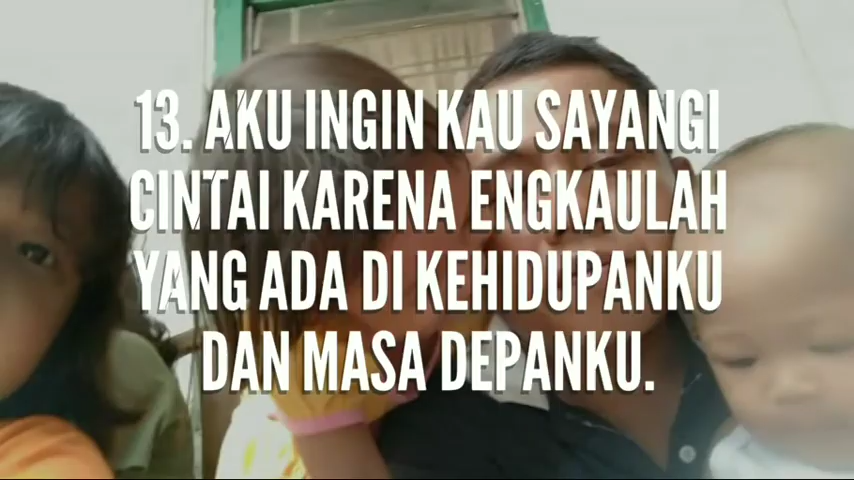 13. AKU INGIN KAU SAYANGI
CINTAI KARENA ENGKAULAH
YANG ADA DI KEHIDUPANKU
DAN MASA DEPANKU.